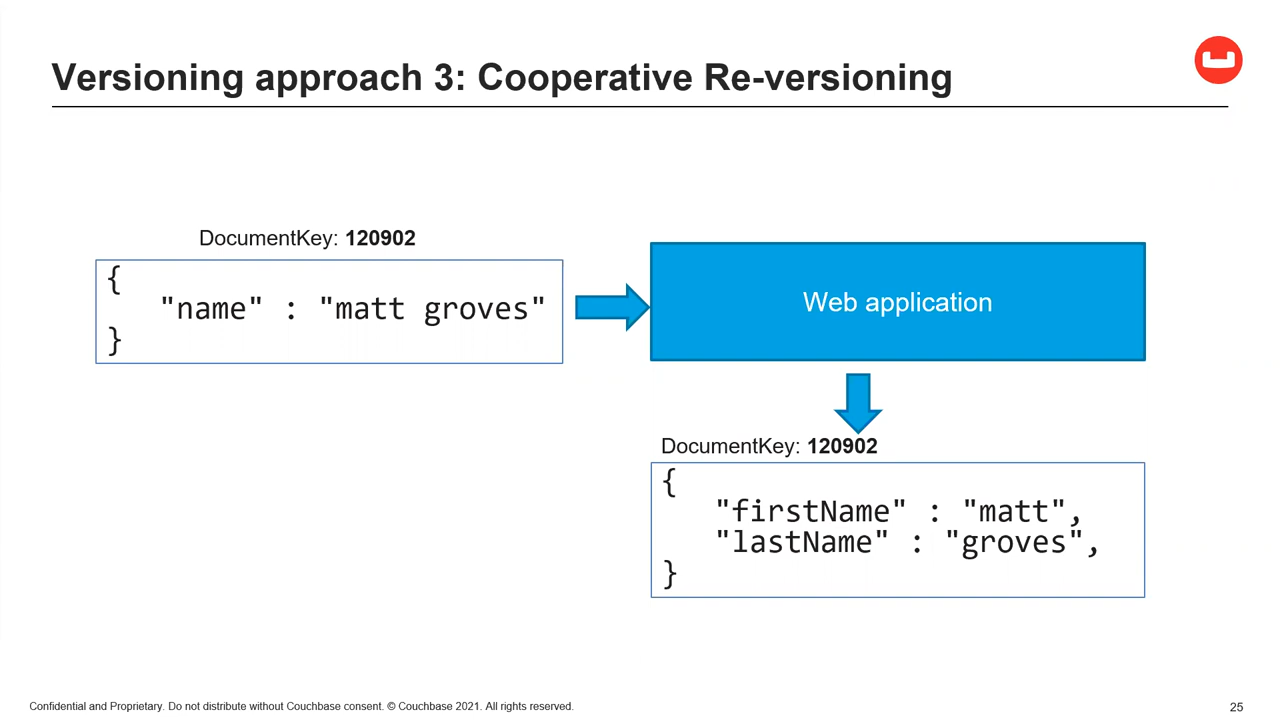 Versioning approach 3: Cooperative Re-versioning
DocumentKey: 120902
{
"name" : "matt groves"
}
Web application
DocumentKey: 120902
{
"firstName" : "matt",
"lastName" : "groves",
}
Confidential and Proprietary. Do not distribute without Couchbase consent. © Couchbase 2021. All rights reserved.
25